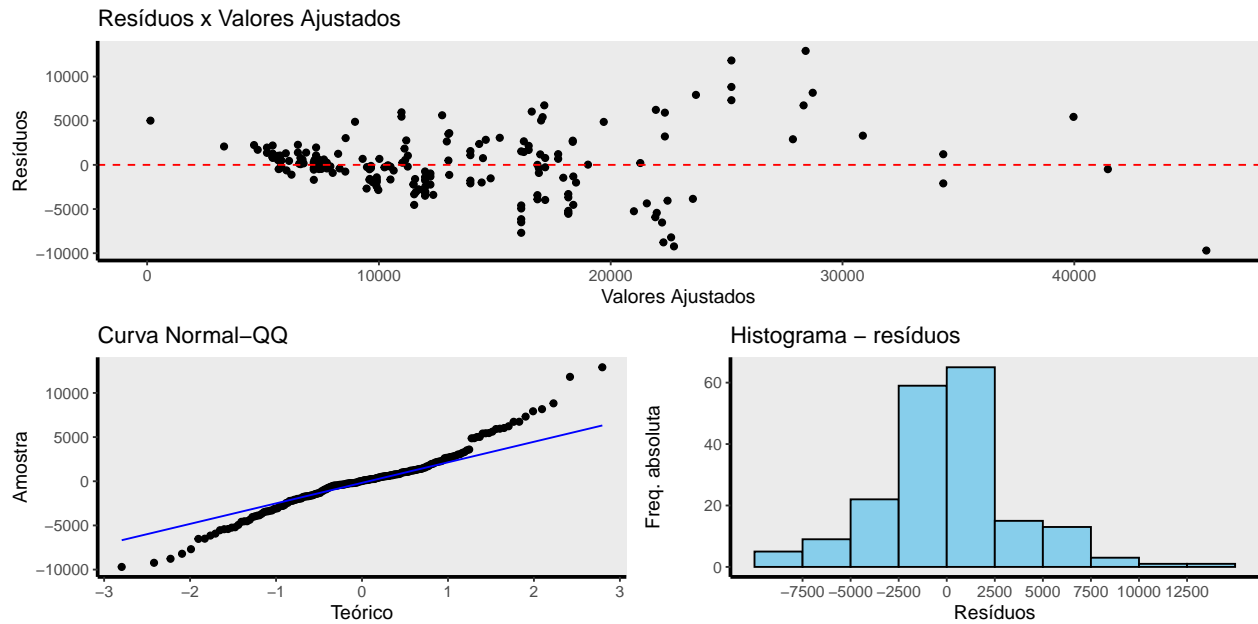 Resíduos x Valores Ajustados
10000
5000
0
−5000
−10000
Resíduos
0 10000 20000 30000 40000
Valores Ajustados
Curva Normal−QQ
10000
5000
0
−5000
−10000
Amostra
−3 −2 −1 0 1 2 3
Teórico
Histograma − resíduos
60
40
20
0
Freq. absoluta
−7500 −5000 −2500 0 2500 5000 7500 10000 12500
Resíduos